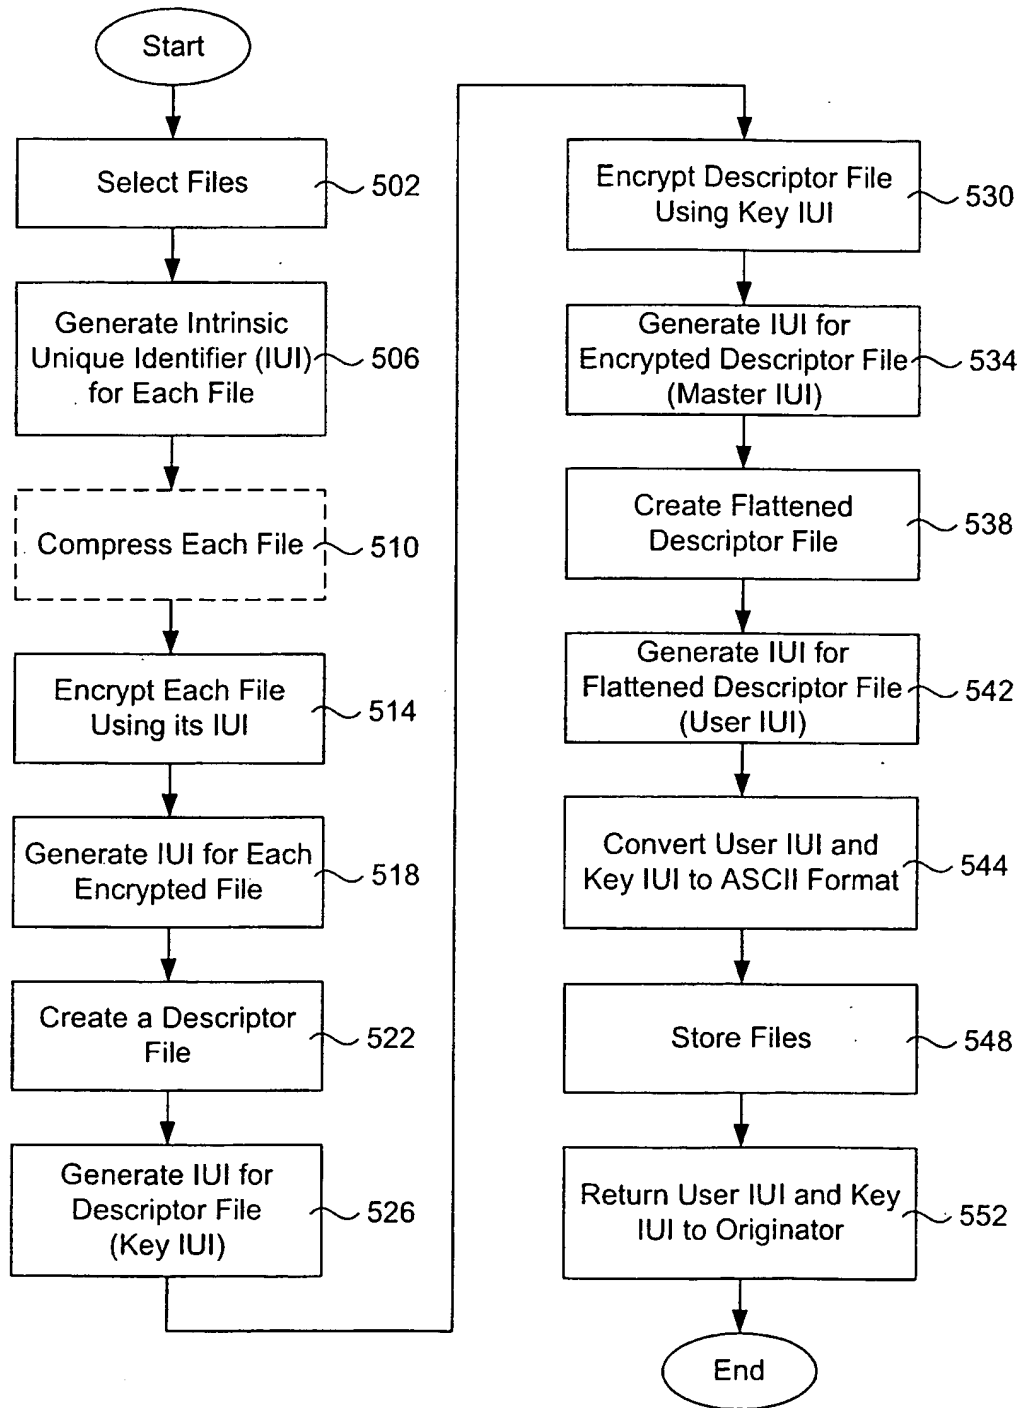 Start
Select Files
502
Generate Intrinsic
Unique Identifier (IUI)
for Each File
506
Compress Each File
510
Encrypt Each File
Using its IUI
514
Generate IUI for Each
Encrypted File
518
Create a Descriptor
File
522
Generate IUI for
Descriptor File
(Key IUI)
526
Encrypt Descriptor File
Using Key IUI
530
Generate IUI for
Encrypted Descriptor File
(Master IUI)
534
Create Flattened
Descriptor File
538
Generate IUI for
Flattened Descriptor File
(User IUI)
542
Convert User IUI and
Key IUI to ASCII Format
544
Store Files
548
Return User IUI and Key
IUI to Originator
552
End